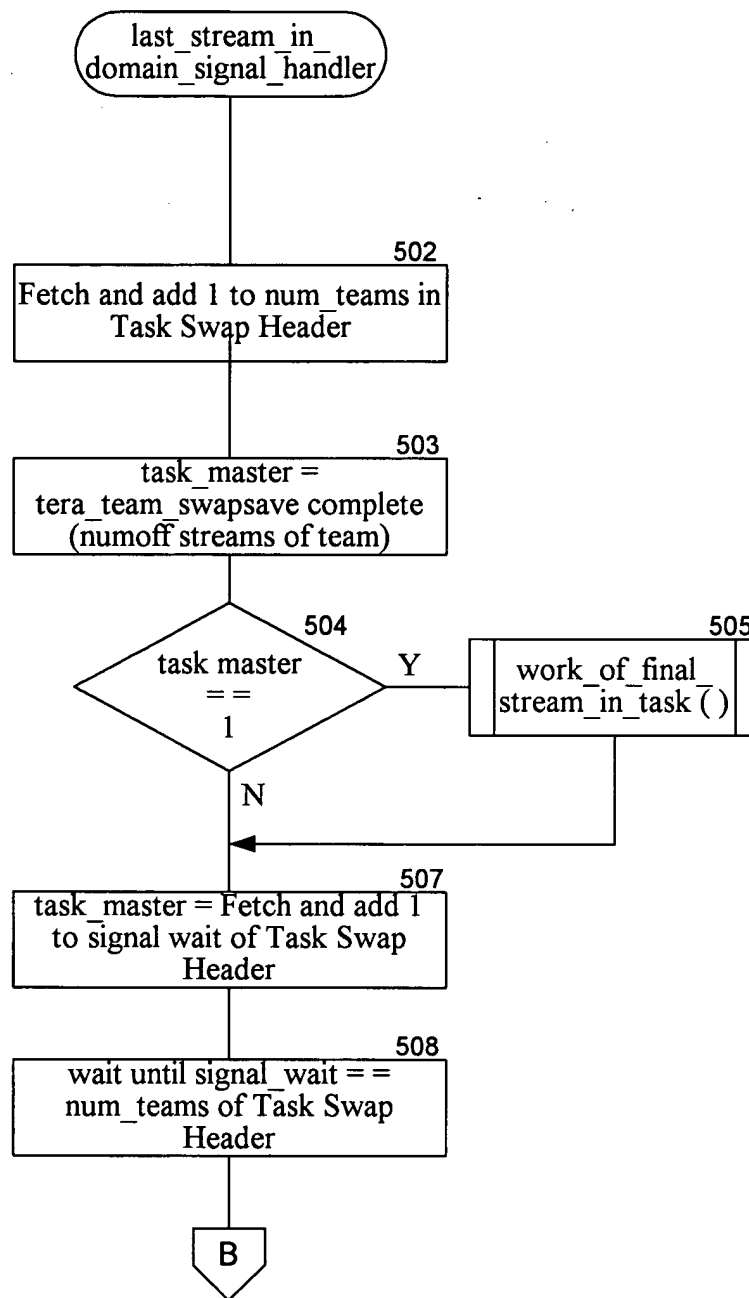 last_stream_in_
domain_signal_handler
502
Fetch and add 1 to num_teams in
Task Swap Header
503
task_master =
tera_team_swapsave complete
(numoff streams of team)
504
task master
= =
1
Y
505
work_of_final_
stream_in_task ( )
N
507
task_master = Fetch and add 1
to signal wait of Task Swap
Header
508
wait until signal_wait = =
num_teams of Task Swap
Header
B